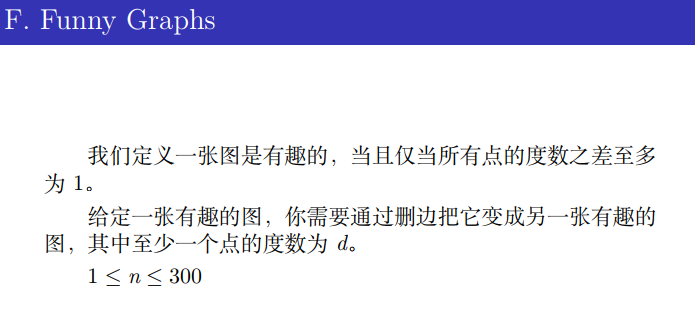 F. Funny Graphs
我们定义一张图是有趣的，当且仅当所有点的度数之差至多
为 1。
给定一张有趣的图，你需要通过删边把它变成另一张有趣的
图，其中至少一个点的度数为 d。
1 ≤ n ≤ 300